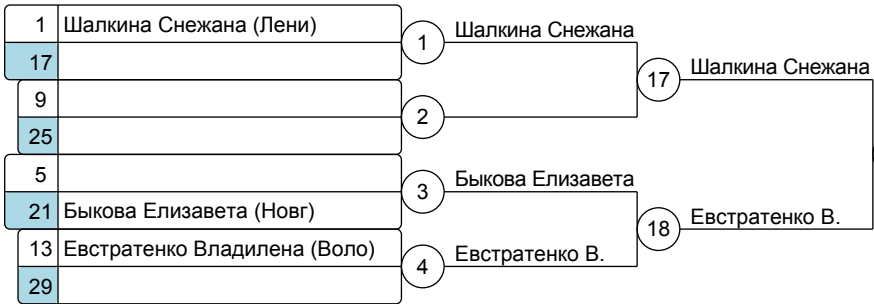 1 Шалкина Снежана (Лени)
17
9
25
5
21 Быкова Елизавета (Новг)
13 Евстратенко Владилена (Воло)
29
1 Шалкина Снежана
2
3 Быкова Елизавета
4 Евстратенко В.
17 Шалкина Снежана
18 Евстратенко В.